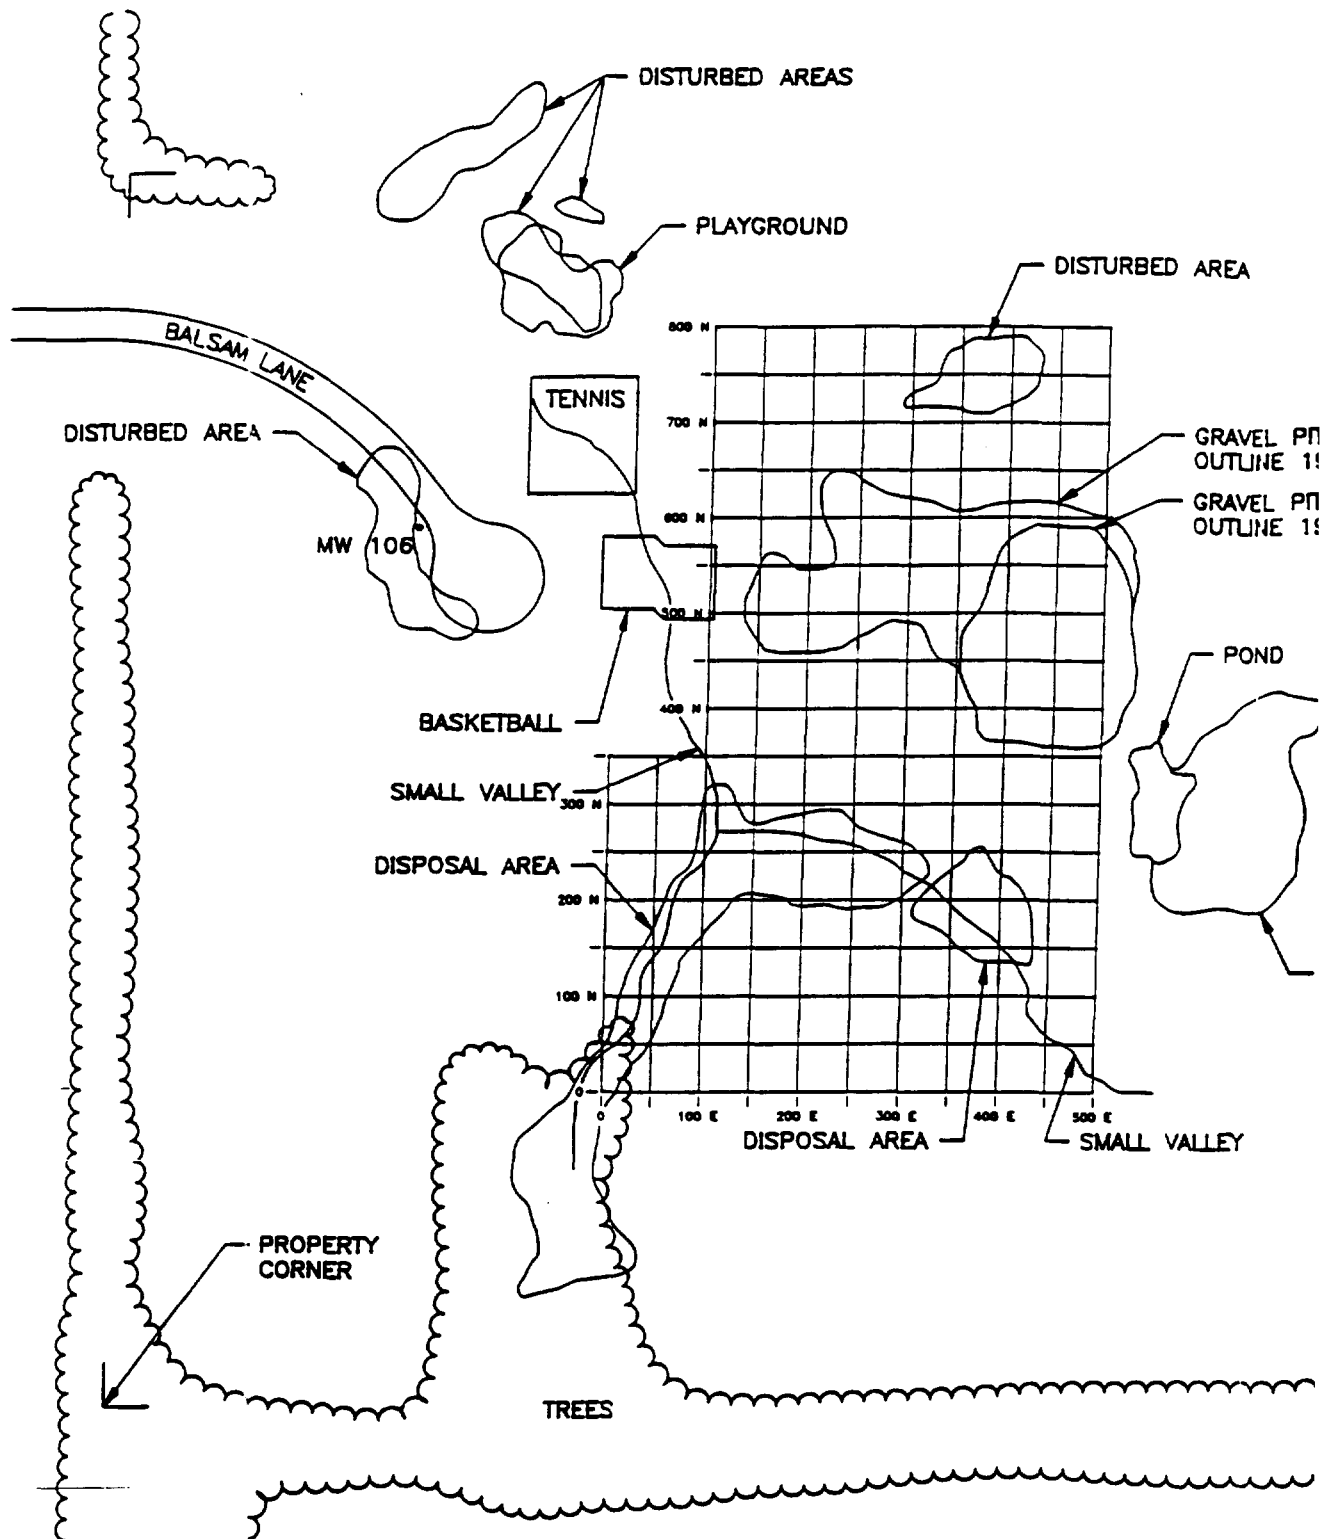 DISTURBED AREAS
PLAYGROUND
DISTURBED AREA
800 N
BALSAM LANE
TENNIS
700 N
DISTURBED AREA
GRAVEL PIT
OUTLINE 19
600 N
GRAVEL PIT
OUTLINE 19
MW 106
500 N
POND
400 N
BASKETBALL
SMALL VALLEY
300 N
DISPOSAL AREA
200 N
100 N
0
0
100 E
200 E
300 E
400 E
500 E
DISPOSAL AREA
SMALL VALLEY
PROPERTY
CORNER
TREES